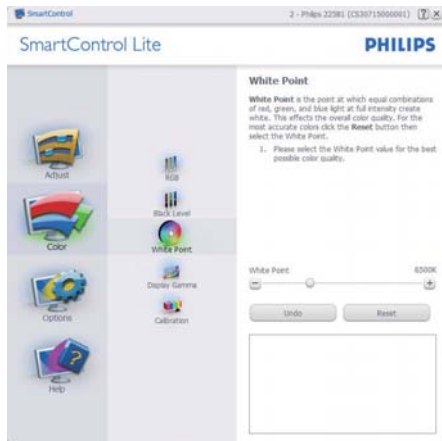 SmartControl
2 - Philips 225B1 (CS30715000001)
SmartControl Lite
PHILIPS
Adjust
Color
Options
Help
RGB
Black Level
White Point
Display Gamma
Calibration
White Point
White Point is the point at which equal combinations
of red, green, and blue light at full intensity create
white. This effects the overall color quality. For the
most accurate colors click the Reset button then
select the White Point value.
1. Please select the White Point value for the best
possible color quality.
White Point
6500K
Undo
Reset